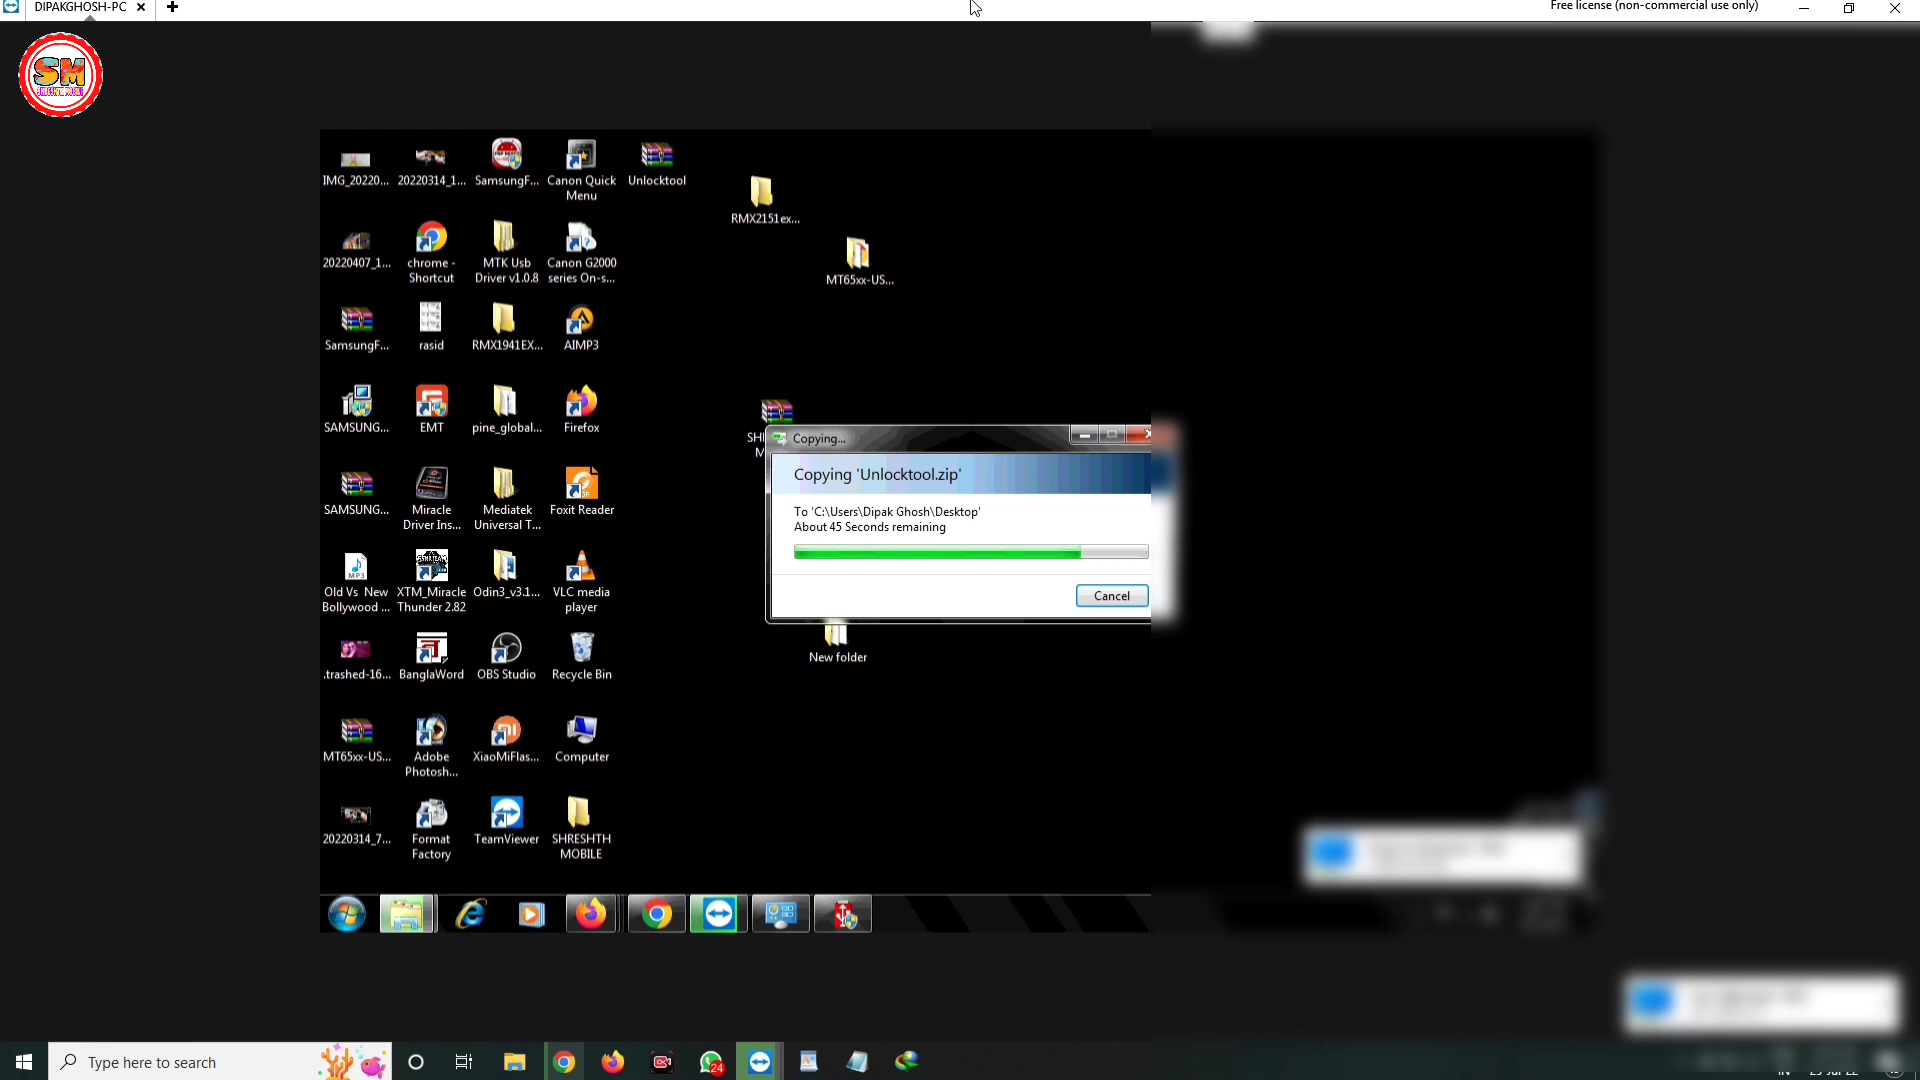 DIPAKGHOSH-PC
Free license (non-commercial use only)
SM
IMG_20220...
20220314_1...
SamsungF...
Canon Quick
Menu
Unlocktool
RMX2151ex...
20220407_1...
chrome -
Shortcut
MTK Usb
Driver v1.0.8
Canon G2000
series On-s...
MT65xx-US...
SamsungF...
rasid
RMX1941EX...
AIMP3
SAMSUNG...
EMT
pine_global...
Firefox
Copying...
Copying 'Unlocktool.zip'
To 'C:\Users\Dipak Ghosh\Desktop'
About 45 Seconds remaining
Cancel
SAMSUNG...
Miracle
Driver Ins...
Mediatek
Universal T...
Foxit Reader
MP3
Old Vs New
Bollywood ...
XTM_Miracle
Thunder 2.82
Odin3_v3.1...
VLC media
player
New folder
.trashed-16...
BanglaWord
OBS Studio
Recycle Bin
MT65xx-US...
Adobe
Photosh...
XiaoMiFlas...
Computer
20220314_7...
Format
Factory
TeamViewer
SHRESHTH
MOBILE
Type here to search
24